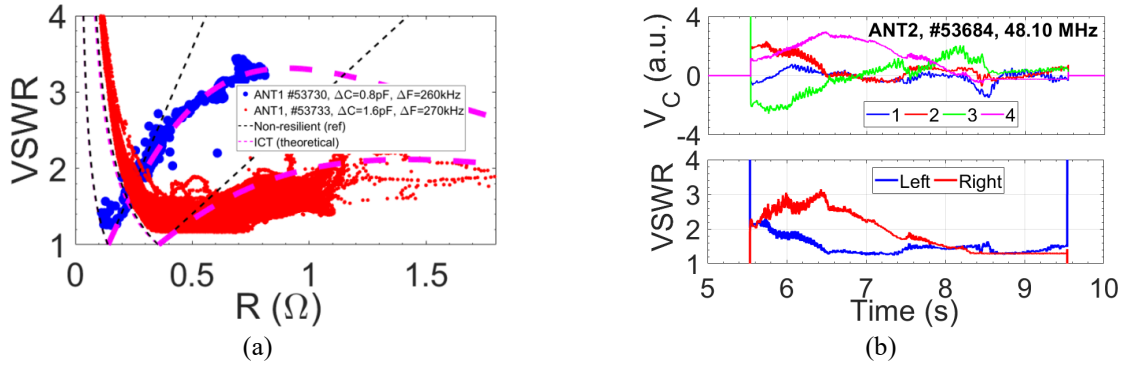 4
3
2
1
VSWR
0
0.5
1
1.5
R (Ω)
ANT1 #53730, ΔC=0.8pF, ΔF=260kHz
ANT1, #53733, ΔC=1.6pF, ΔF=270kHz
Non-resilient (ref)
ICT (theoretical)
(a)
ANT2, #53684, 48.10 MHz
4
0
-4
V_C (a.u.)
1 2 3 4
4
3
2
1
VSWR
Left Right
5 6 7 8 9 10
Time (s)
(b)